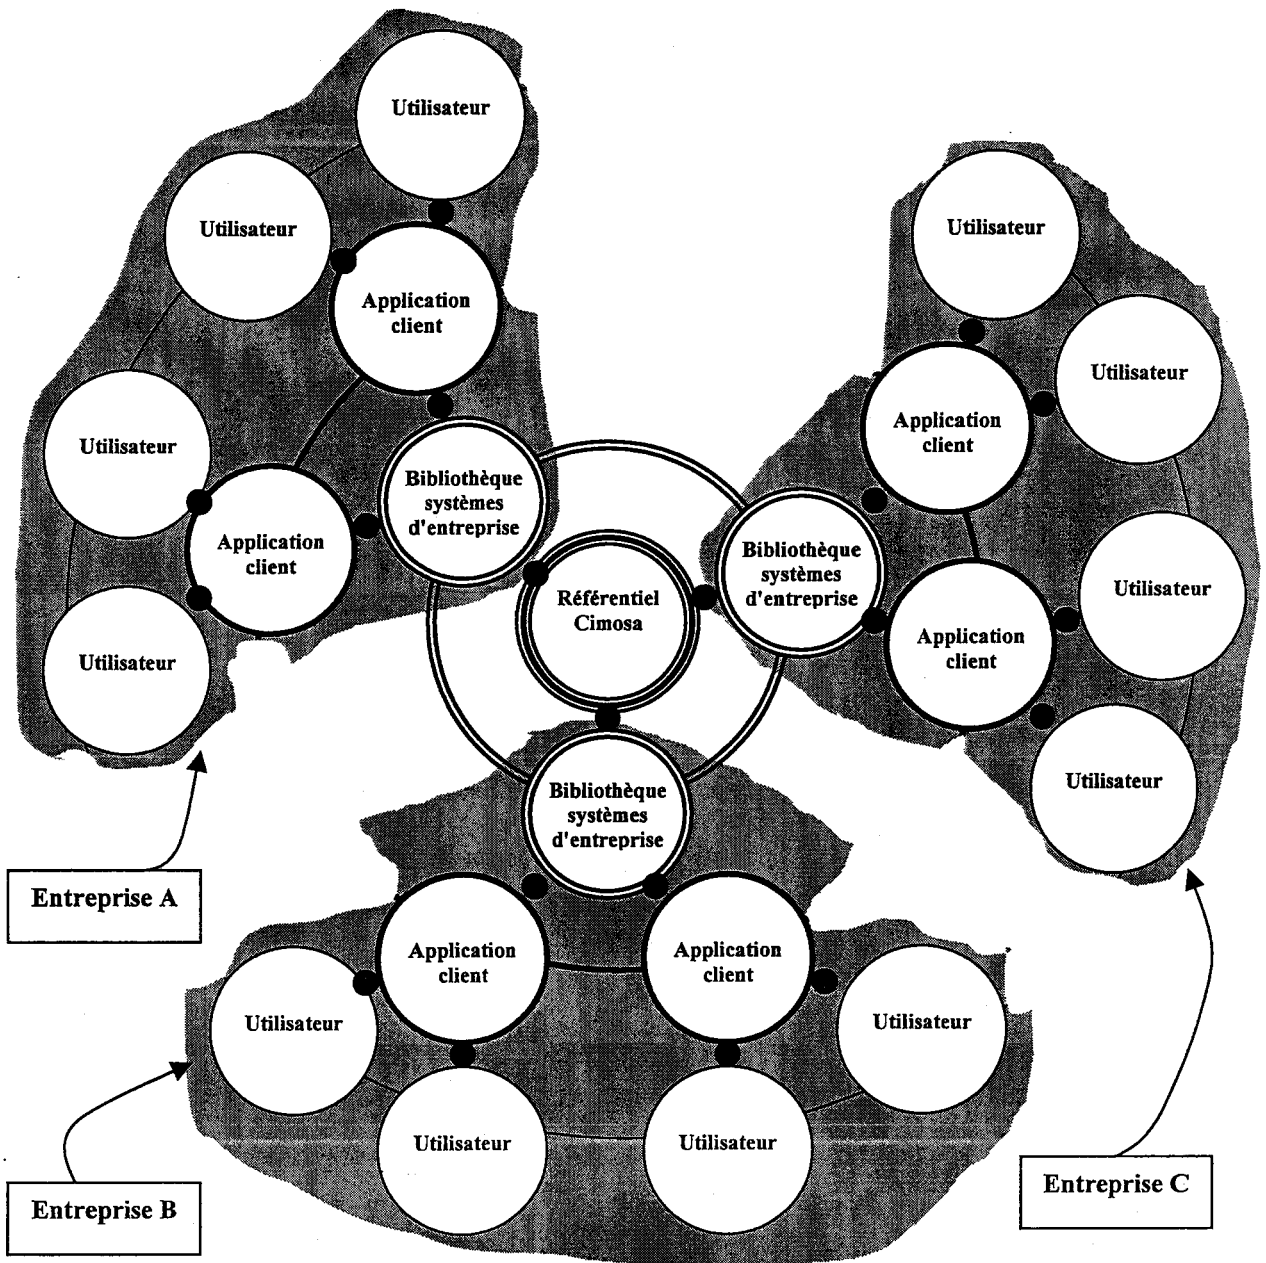 Utilisateur
Utilisateur
Application
client
Utilisateur
Application
client
Utilisateur
Bibliothèque
systèmes
d'entreprise
Référentiel
Cimosa
Utilisateur
Utilisateur
Application
client
Bibliothèque
systèmes
d'entreprise
Utilisateur
Application
client
Utilisateur
Bibliothèque
systèmes
d'entreprise
Entreprise A
Application
client
Application
client
Utilisateur
Utilisateur
Utilisateur
Utilisateur
Entreprise B
Entreprise C